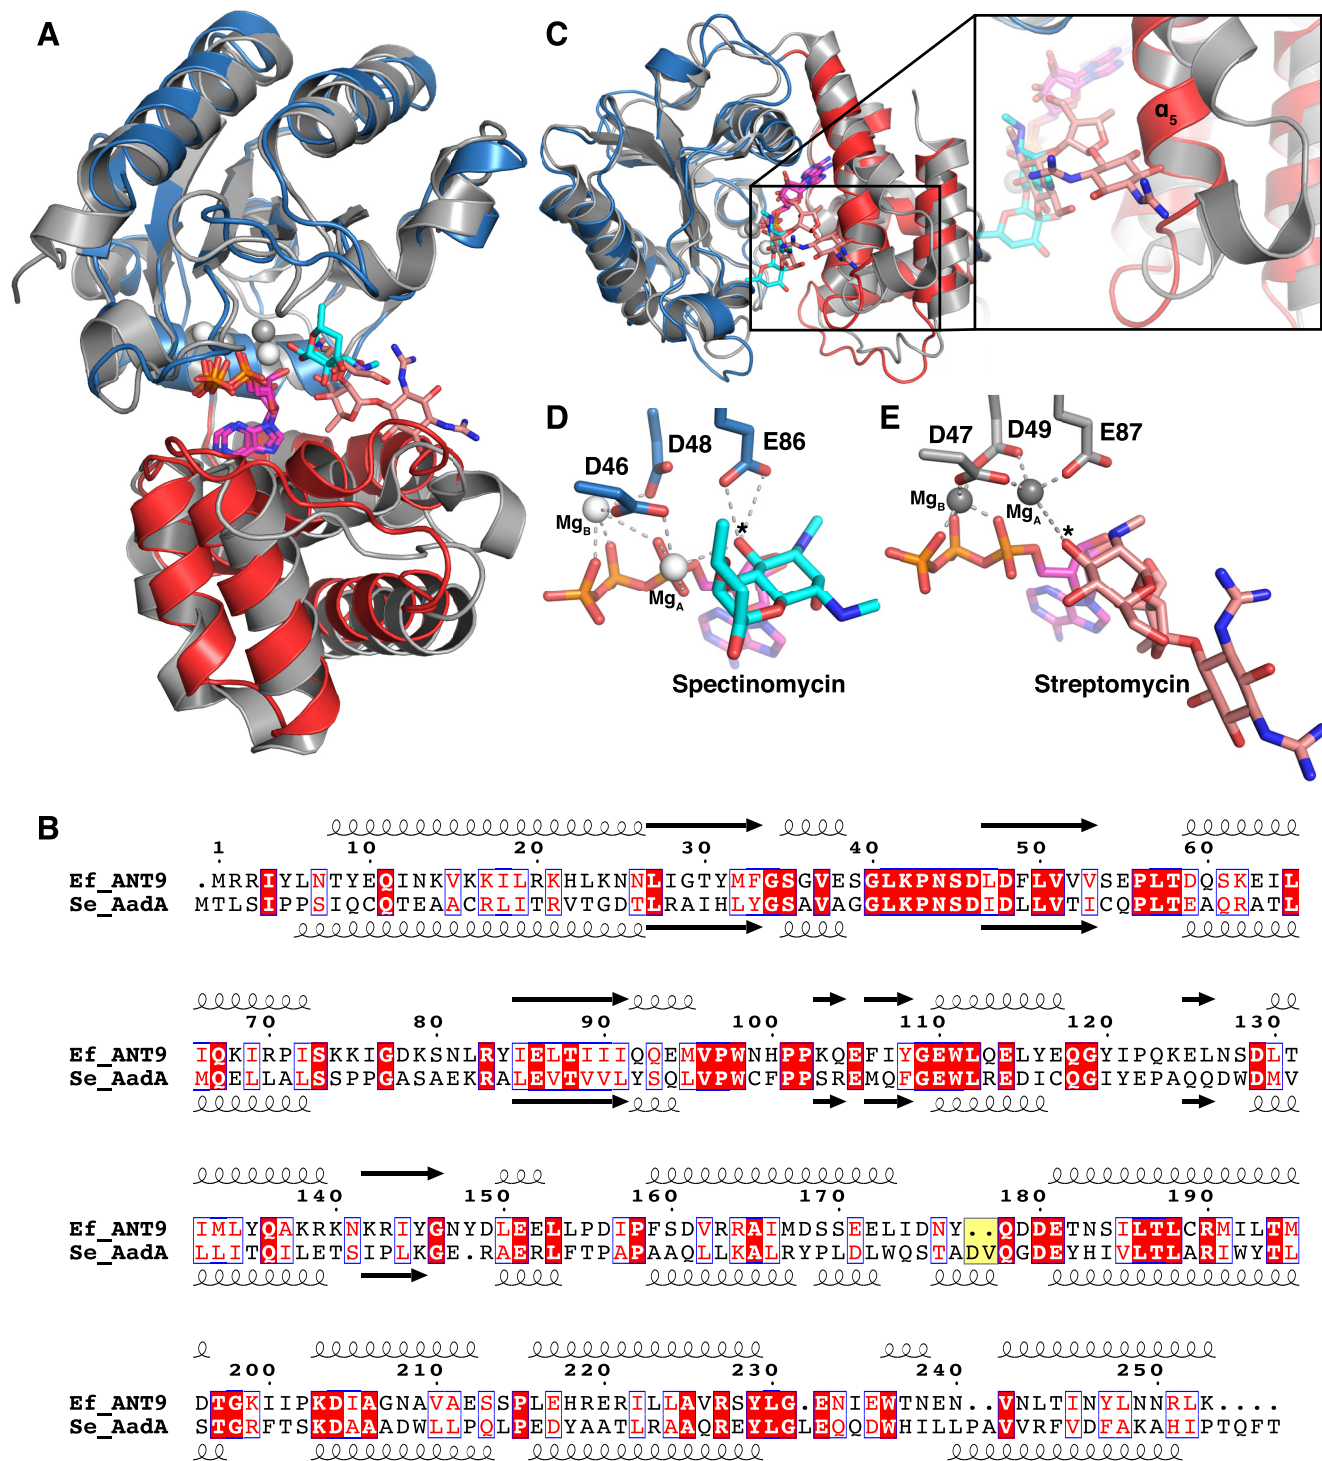 A
C
α5
D
D46
D48
E86
MgB
MgA
*
Spectinomycin
E
D47
D49
E87
MgB
MgA
*
Streptomycin
B
1 10 20 30 40 50 60
Ef_ANT9 .MRRIYLNTYEQINKVKKILRKHLKNNLIGTYMFGSGVESGLKPNSDLDFLVVVSEPLTDQSKEIL
Se_AadA MTLSIPPSIQCQTEAACRLITRVTGDTLRAIHLYGSAVAGGLKPNSDIDLLVTICQPLTEAQRATL
70 80 90 100 110 120 130
Ef_ANT9 IQKIRPISKKIGDKSNLRYIELTIIIQQEMVPWNHPPKQEFIYGEWLQELYEQGYIPQKELNSDLT
Se_AadA MQELLALSSPPGASAEKRALEVTVVLYSQLVPWCFPPSREMQFGEWLREDICQGIYEPAQQDWDMV
140 150 160 170 180 190
Ef_ANT9 IMLYQAKRKNKRIYGNYDLEELLPDIPFSDVRRAIMDSSEELIDNY..QDDETNSILTLCRMILTM
Se_AadA LLITQILETSIPLKGE.RAERLFTPAPAAQLLKALRYPLDLWQSTADVQGDEYHIVLTLARIWYTL
200 210 220 230 240 250
Ef_ANT9 DTGKIIPKDIAGNAVAESSPLEHRERILLAVRSYLG.ENIEWTNEN..VNLTINYLNNRLK....
Se_AadA STGRFTSKDAAADWLLPQLPEDYAATLRAAQREYLGLEQQDWHILLPAVVRFVDFAKAHIPTQFT